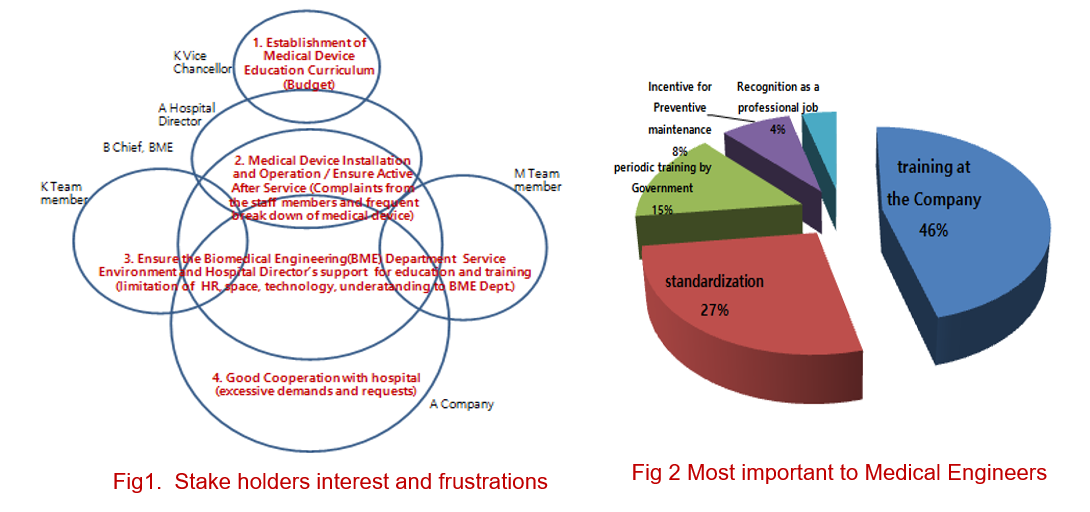 K Vice
Chancellor
1. Establishment of
Medical Device
Education Curriculum
(Budget)
A Hospital
Director
B Chief, BME
K Team
member
2. Medical Device Installation
and Operation / Ensure Active
After Service (Complaints from
the staff members and frequent
break down of medical device)
M Team
member
3. Ensure the Biomedical Engineering(BME) Department Service
Environment and Hospital Director's support for education and training
(limitation of HR, space, technology, underatanding to BME Dept.)
4. Good Cooperation with hospital
(excessive demands and requests)
A Company
Fig1. Stake holders interest and frustrations
Incentive for
Preventive
maintenance
8%
Recognition as a
professional job
4%
periodic training by
Government
15%
training at
the Company
46%
standardization
27%
Fig 2 Most important to Medical Engineers